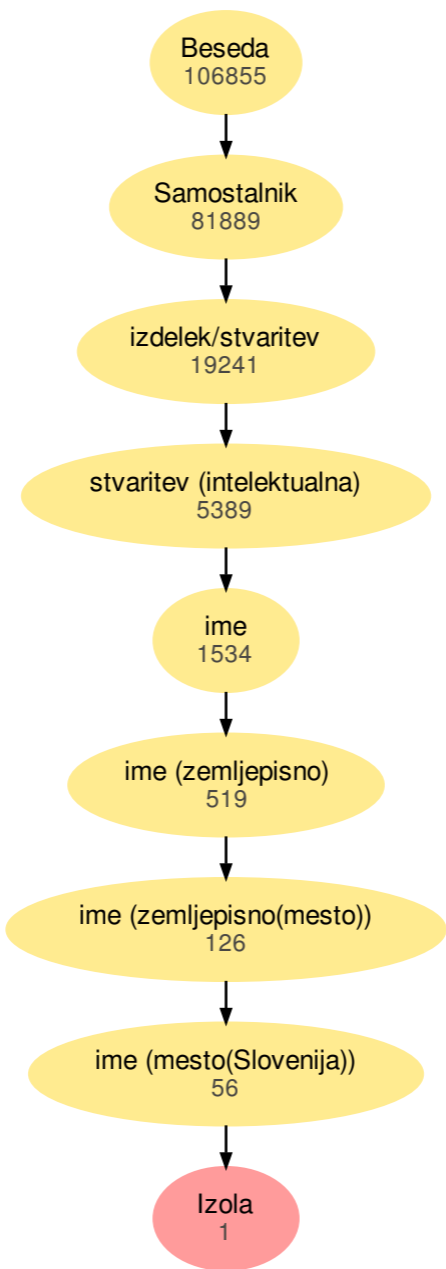 Beseda
106855
Samostalnik
81889
izdelek/stvaritev
19241
stvaritev (intelektualna)
5389
ime
1534
ime (zemljepisno)
519
ime (zemljepisno(mesto))
126
ime (mesto(Slovenija))
56
Izola
1